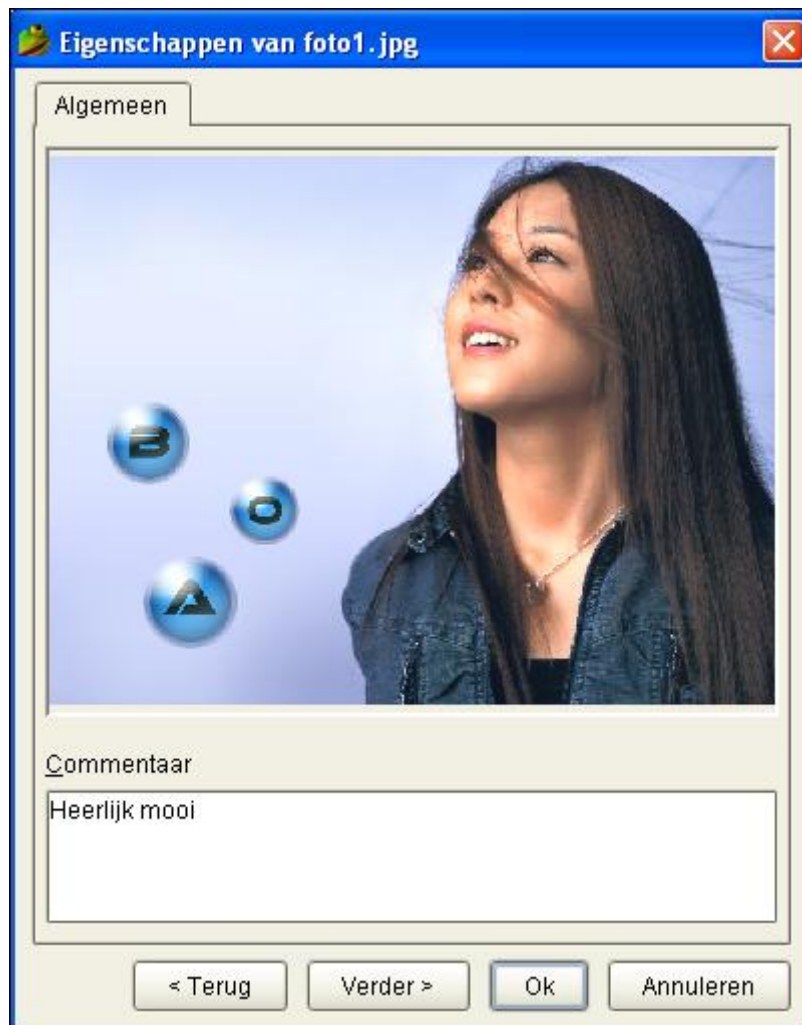 Eigenschappen van foto1.jpg
Algemeen
B
O
A
Commentaar
Heerlijk mooi
< Terug
Verder >
Ok
Annuleren